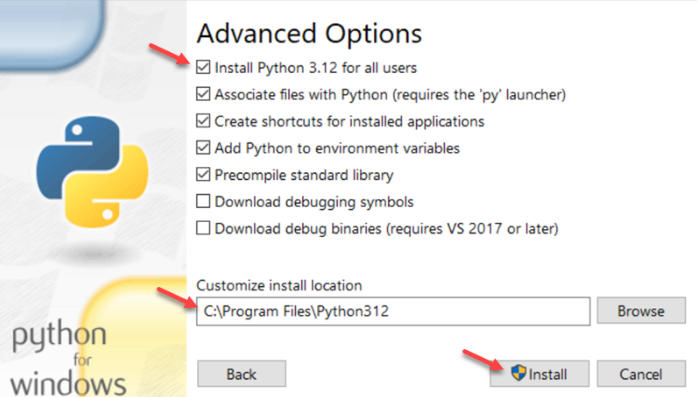 Advanced Options
Install Python 3.12 for all users
Associate files with Python (requires the 'py' launcher)
Create shortcuts for installed applications
Add Python to environment variables
Precompile standard library
Download debugging symbols
Download debug binaries (requires VS 2017 or later)
Customize install location
C:\Program Files\Python312
Browse
python
for
windows
Back
Install
Cancel